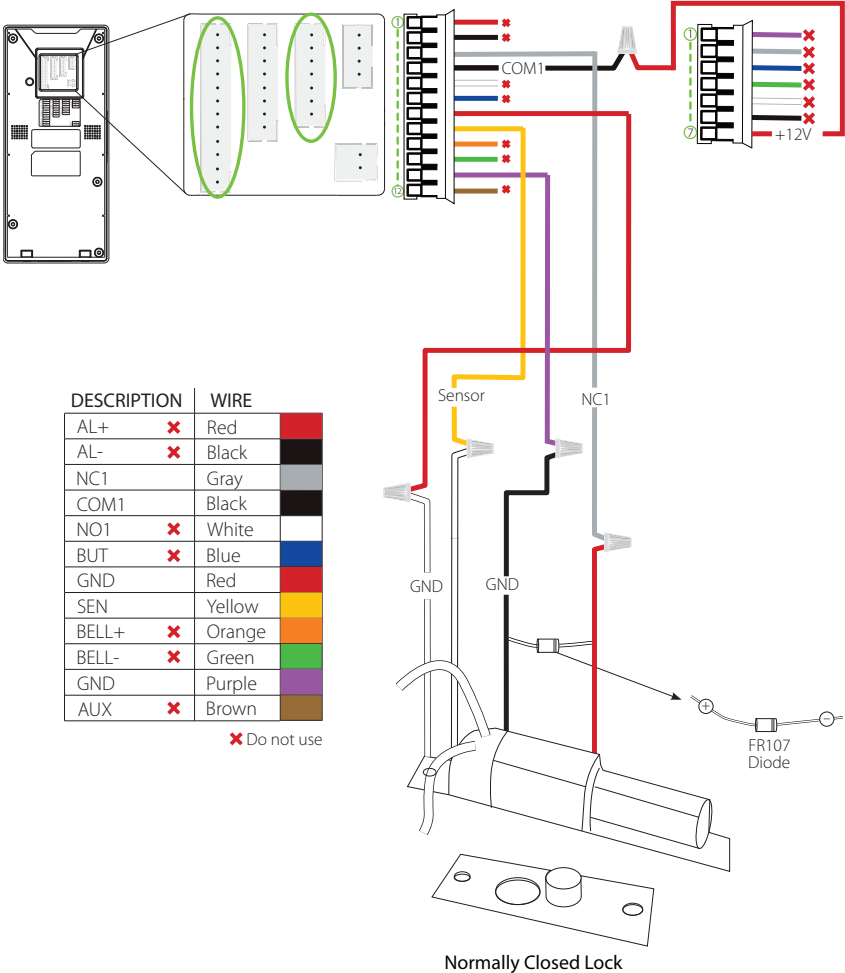 1
12
COM1
1
7
+12V
Sensor
NC1
DESCRIPTION WIRE
AL+ Red
AL- Black
NC1 Gray
COM1 Black
NO1 White
BUT Blue
GND Red
SEN Yellow
BELL+ Orange
BELL- Green
GND Purple
AUX Brown
Do not use
GND
GND
+
-
FR107
Diode
Normally Closed Lock